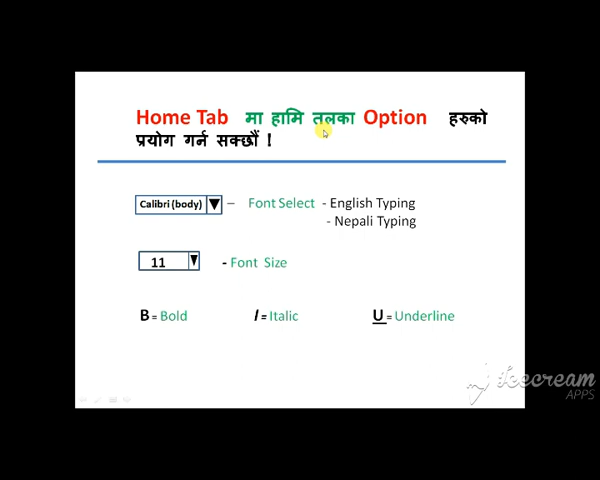 Home Tab मा हामि तलका Option हरुको
प्रयोग गर्न सक्छौं !
Calibri (body) – Font Select - English Typing
- Nepali Typing
11 - Font Size
B = Bold I = Italic U = Underline
Icecream
APPS